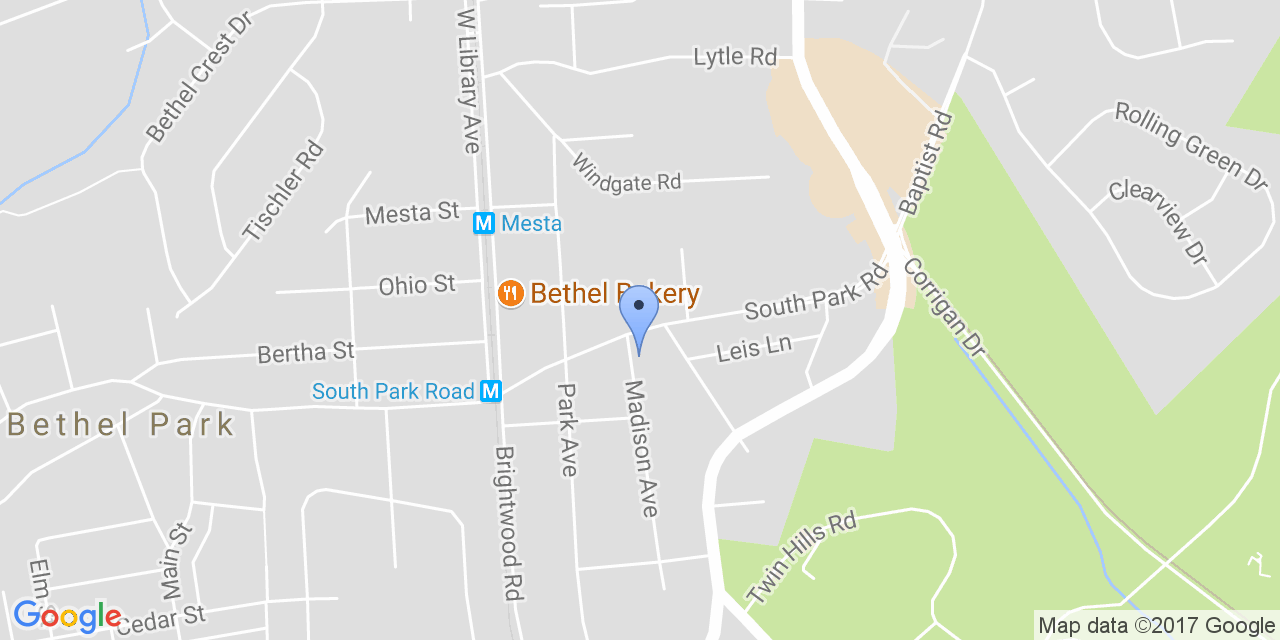 Bethel Crest Dr
W Library Ave
Lytle Rd
Baptist Rd
Rolling Green Dr
Clearview Dr
Tischler Rd
Windgate Rd
Mesta St
M Mesta
Ohio St
Bethel Bakery
South Park Rd
Corrigan Dr
Bertha St
Leis Ln
South Park Road M
Bethel Park
Park Ave
Madison Ave
Brightwood Rd
Main St
Twin Hills Rd
Elm
Cedar St
Google
Map data ©2017 Google